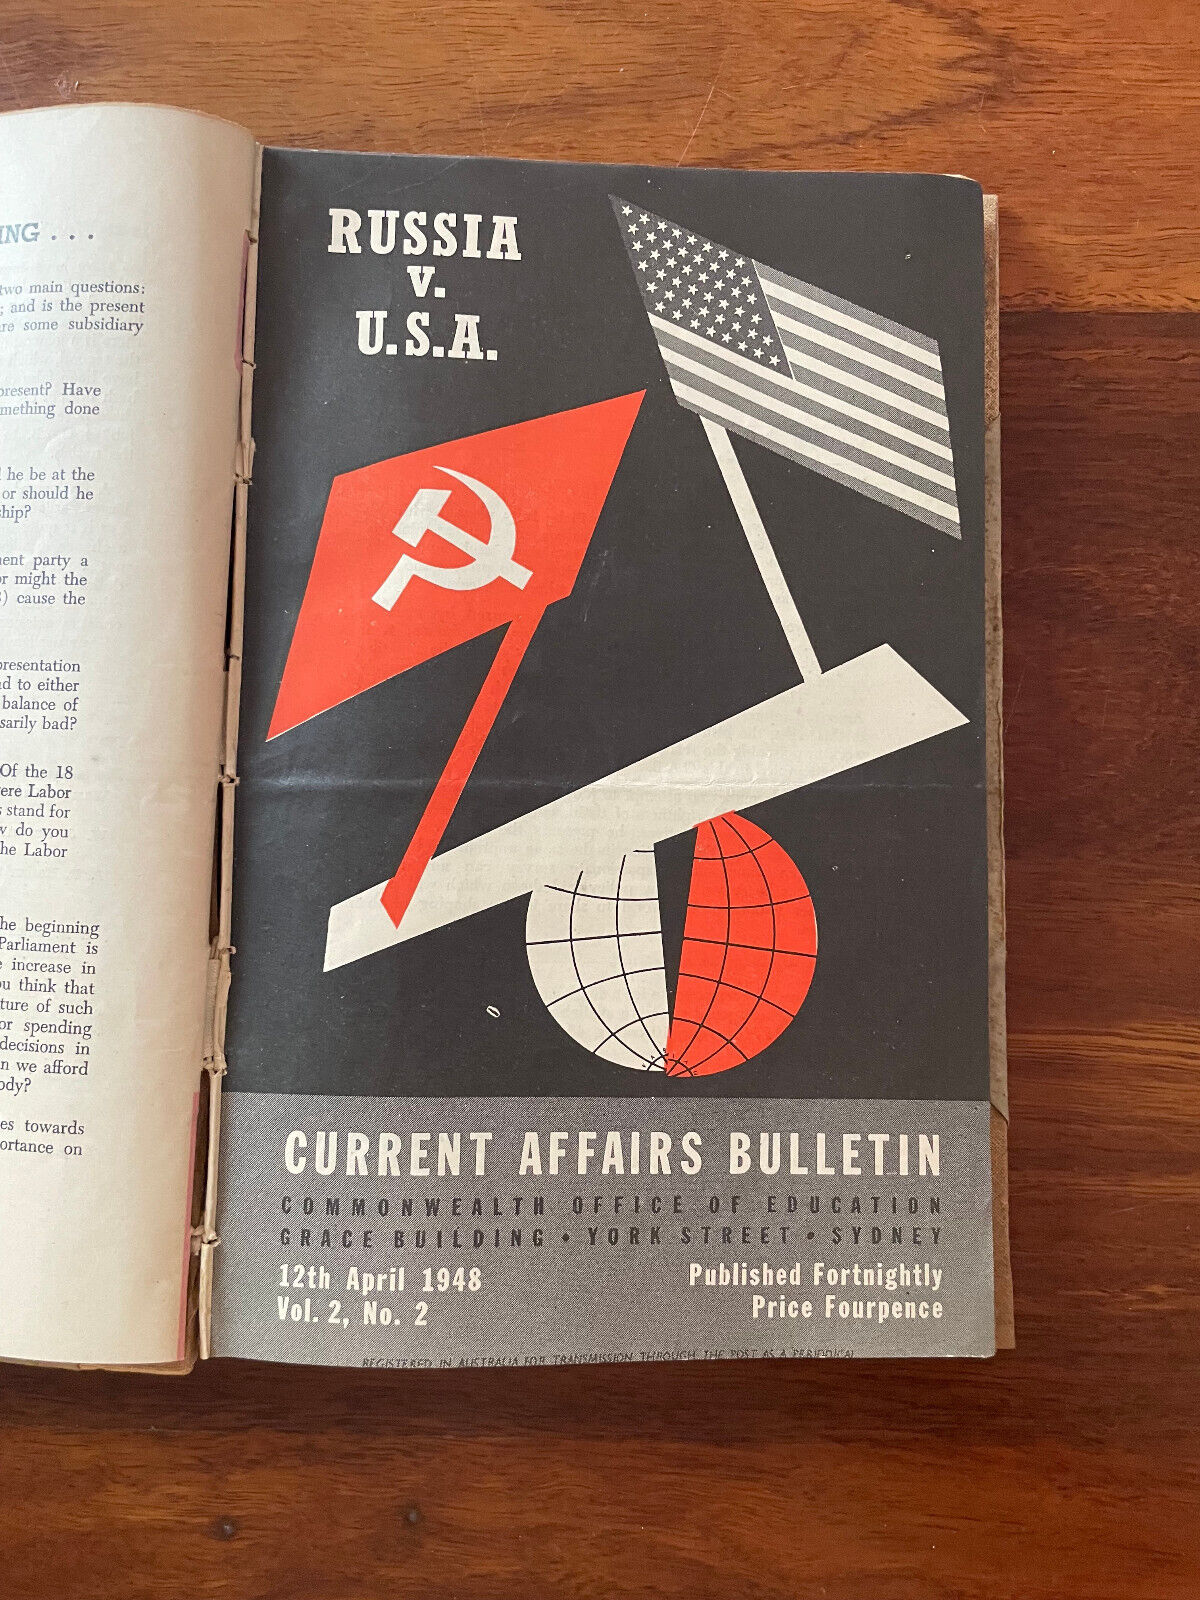 ING . . .
two main questions:
; and is the present
are some subsidiary
present? Have
mething done
he be at the
or should he
ship?
ment party a
or might the
) cause the
presentation
d to either
balance of
sarily bad?
Of the 18
were Labor
s stand for
w do you
he Labor
he beginning
Parliament is
e increase in
ou think that
ture of such
or spending
decisions in
n we afford
ody?
es towards
ortance on
RUSSIA
v.
U.S.A.
CURRENT AFFAIRS BULLETIN
COMMONWEALTH OFFICE OF EDUCATION
GRACE BUILDING • YORK STREET • SYDNEY
12th April 1948
Published Fortnightly
Vol. 2, No. 2
Price Fourpence
REGISTERED IN AUSTRALIA FOR TRANSMISSION THROUGH THE POST AS A PERIODICAL